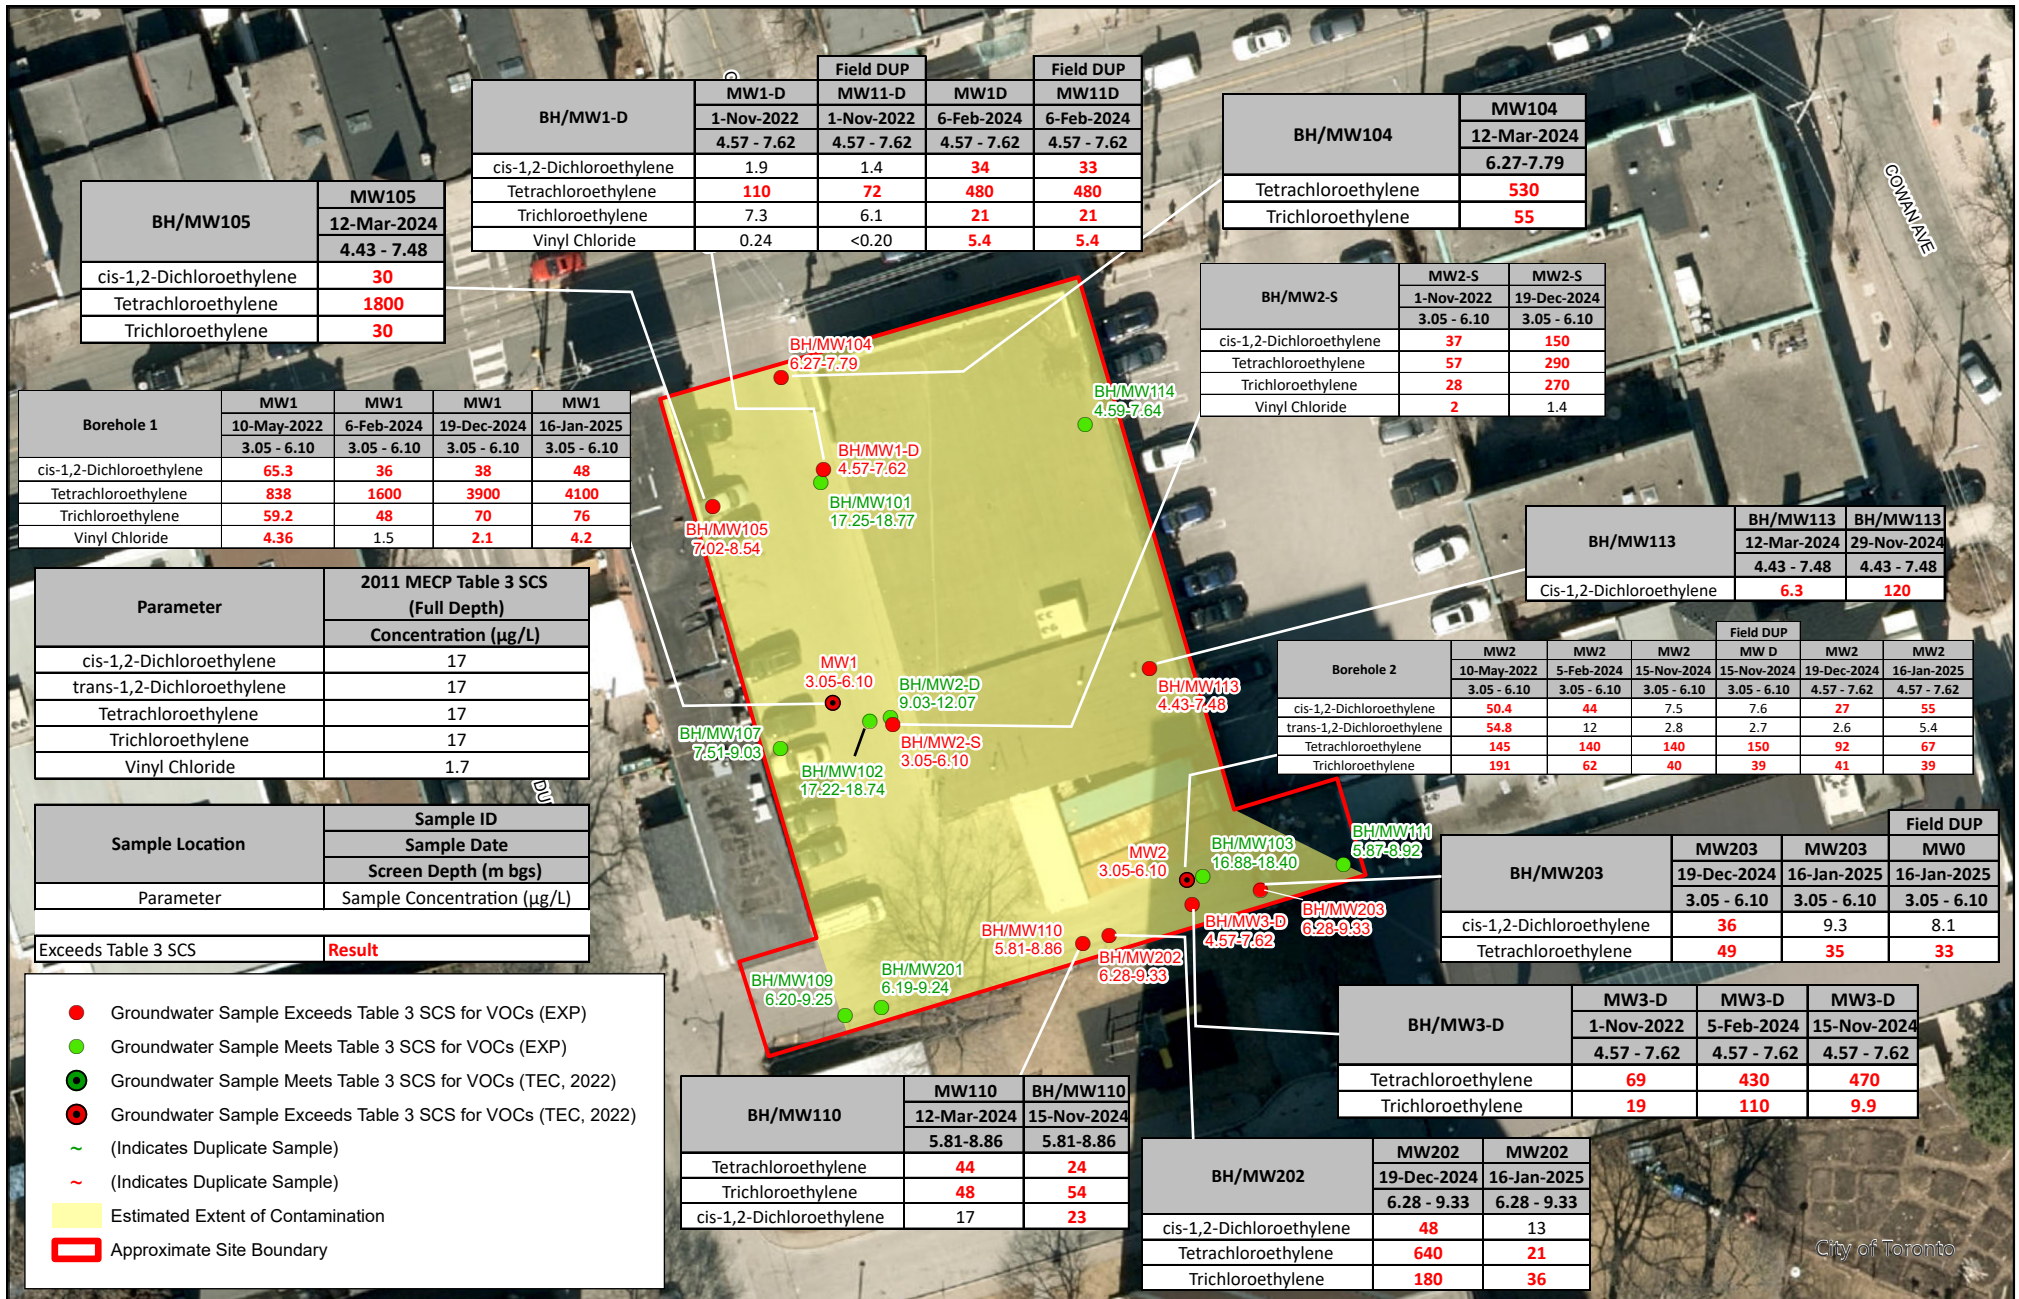 Field DUP Field DUP
BH/MW1-D MW1-D MW11-D MW1D MW11D
1-Nov-2022 1-Nov-2022 6-Feb-2024 6-Feb-2024
4.57 - 7.62 4.57 - 7.62 4.57 - 7.62 4.57 - 7.62
cis-1,2-Dichloroethylene 1.9 1.4 34 33
Tetrachloroethylene 110 72 480 480
Trichloroethylene 7.3 6.1 21 21
Vinyl Chloride 0.24 <0.20 5.4 5.4
BH/MW104 MW104
12-Mar-2024
6.27-7.79
Tetrachloroethylene 530
Trichloroethylene 55
COWAN AVE
BH/MW105 MW105
12-Mar-2024
4.43 - 7.48
cis-1,2-Dichloroethylene 30
Tetrachloroethylene 1800
Trichloroethylene 30
BH/MW2-S MW2-S MW2-S
1-Nov-2022 19-Dec-2024
3.05 - 6.10 3.05 - 6.10
cis-1,2-Dichloroethylene 37 150
Tetrachloroethylene 57 290
Trichloroethylene 28 270
Vinyl Chloride 2 1.4
Borehole 1 MW1 MW1 MW1 MW1
10-May-2022 6-Feb-2024 19-Dec-2024 16-Jan-2025
3.05 - 6.10 3.05 - 6.10 3.05 - 6.10 3.05 - 6.10
cis-1,2-Dichloroethylene 65.3 36 38 48
Tetrachloroethylene 838 1600 3900 4100
Trichloroethylene 59.2 48 70 76
Vinyl Chloride 4.36 1.5 2.1 4.2
BH/MW104
6.27-7.79
BH/MW114
4.59-7.64
BH/MW1-D
4.57-7.62
BH/MW101
17.25-18.77
BH/MW105
7.02-8.54
BH/MW113 BH/MW113 BH/MW113
12-Mar-2024 29-Nov-2024
4.43 - 7.48 4.43 - 7.48
Cis-1,2-Dichloroethylene 6.3 120
Parameter 2011 MECP Table 3 SCS
(Full Depth)
Concentration (µg/L)
cis-1,2-Dichloroethylene 17
trans-1,2-Dichloroethylene 17
Tetrachloroethylene 17
Trichloroethylene 17
Vinyl Chloride 1.7
MW1
3.05-6.10
BH/MW2-D
9.03-12.07
BH/MW113
4.43-7.48
BH/MW107
7.51-9.03
BH/MW2-S
3.05-6.10
BH/MW102
17.22-18.74
DU
Field DUP
Borehole 2 MW2 MW2 MW2 MW D MW2 MW2
10-May-2022 5-Feb-2024 15-Nov-2024 15-Nov-2024 19-Dec-2024 16-Jan-2025
3.05 - 6.10 3.05 - 6.10 3.05 - 6.10 3.05 - 6.10 4.57 - 7.62 4.57 - 7.62
cis-1,2-Dichloroethylene 50.4 44 7.5 7.6 27 55
trans-1,2-Dichloroethylene 54.8 12 2.8 2.7 2.6 5.4
Tetrachloroethylene 145 140 140 150 92 67
Trichloroethylene 191 62 40 39 41 39
Sample Location Sample ID
Sample Date
Screen Depth (m bgs)
Parameter Sample Concentration (µg/L)
Exceeds Table 3 SCS Result
MW2
3.05-6.10
BH/MW103
16.88-18.40
BH/MW111
5.87-8.92
BH/MW110
5.81-8.86
BH/MW202
6.28-9.33
BH/MW3-D
4.57-7.62
BH/MW203
6.28-9.33
BH/MW109
6.20-9.25
BH/MW201
6.19-9.24
Field DUP
BH/MW203 MW203 MW203 MW0
19-Dec-2024 16-Jan-2025 16-Jan-2025
3.05 - 6.10 3.05 - 6.10 3.05 - 6.10
cis-1,2-Dichloroethylene 36 9.3 8.1
Tetrachloroethylene 49 35 33
BH/MW3-D MW3-D MW3-D MW3-D
1-Nov-2022 5-Feb-2024 15-Nov-2024
4.57 - 7.62 4.57 - 7.62 4.57 - 7.62
Tetrachloroethylene 69 430 470
Trichloroethylene 19 110 9.9
Groundwater Sample Exceeds Table 3 SCS for VOCs (EXP)
Groundwater Sample Meets Table 3 SCS for VOCs (EXP)
Groundwater Sample Meets Table 3 SCS for VOCs (TEC, 2022)
Groundwater Sample Exceeds Table 3 SCS for VOCs (TEC, 2022)
~ (Indicates Duplicate Sample)
~ (Indicates Duplicate Sample)
Estimated Extent of Contamination
Approximate Site Boundary
BH/MW110 MW110 BH/MW110
12-Mar-2024 15-Nov-2024
5.81-8.86 5.81-8.86
Tetrachloroethylene 44 24
Trichloroethylene 48 54
cis-1,2-Dichloroethylene 17 23
BH/MW202 MW202 MW202
19-Dec-2024 16-Jan-2025
6.28 - 9.33 6.28 - 9.33
cis-1,2-Dichloroethylene 48 13
Tetrachloroethylene 640 21
Trichloroethylene 180 36
City of Toronto